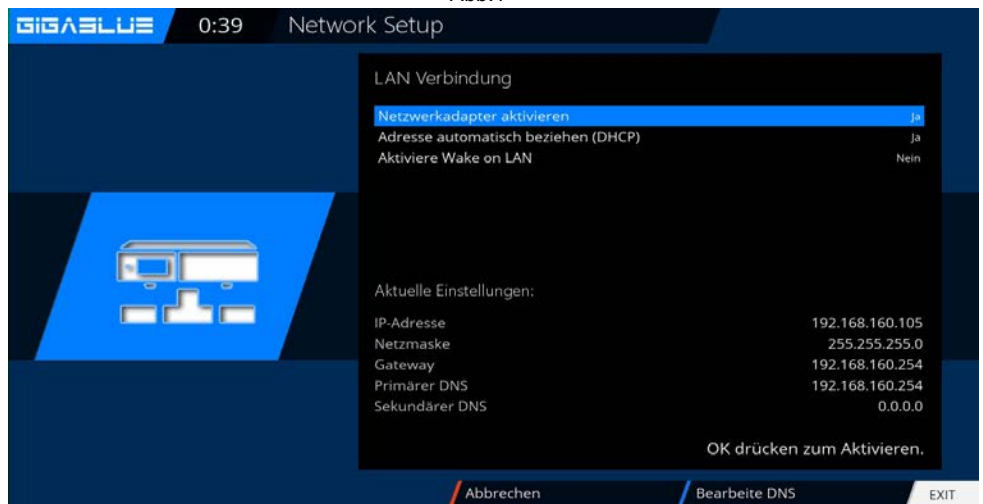 GIGABLUE 0:39 Network Setup
LAN Verbindung
Netzwerkadapter aktivieren Ja
Adresse automatisch beziehen (DHCP) Ja
Aktiviere Wake on LAN Nein
Aktuelle Einstellungen:
IP-Adresse 192.168.160.105
Netzmaske 255.255.255.0
Gateway 192.168.160.254
Primärer DNS 192.168.160.254
Sekundärer DNS 0.0.0.0
OK drücken zum Aktivieren.
Abbrechen Bearbeite DNS EXIT